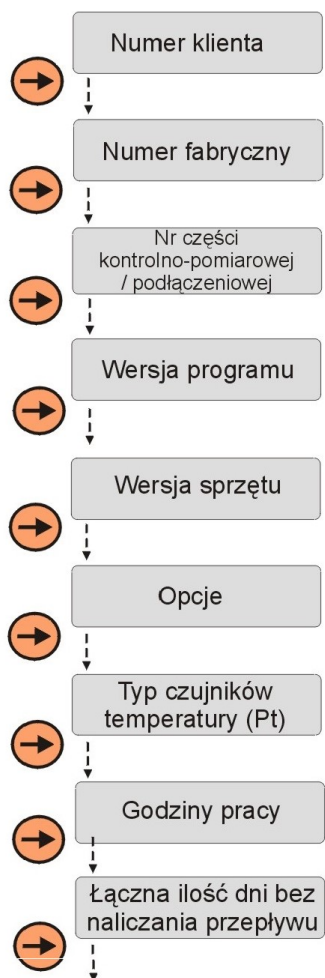 Numer klienta
Numer fabryczny
Nr części
kontrolno-pomiarowej
/ podłączeniowej
Wersja programu
Wersja sprzętu
Opcje
Typ czujników
temperatury (Pt)
Godziny pracy
Łączna ilość dni bez
naliczania przepływu